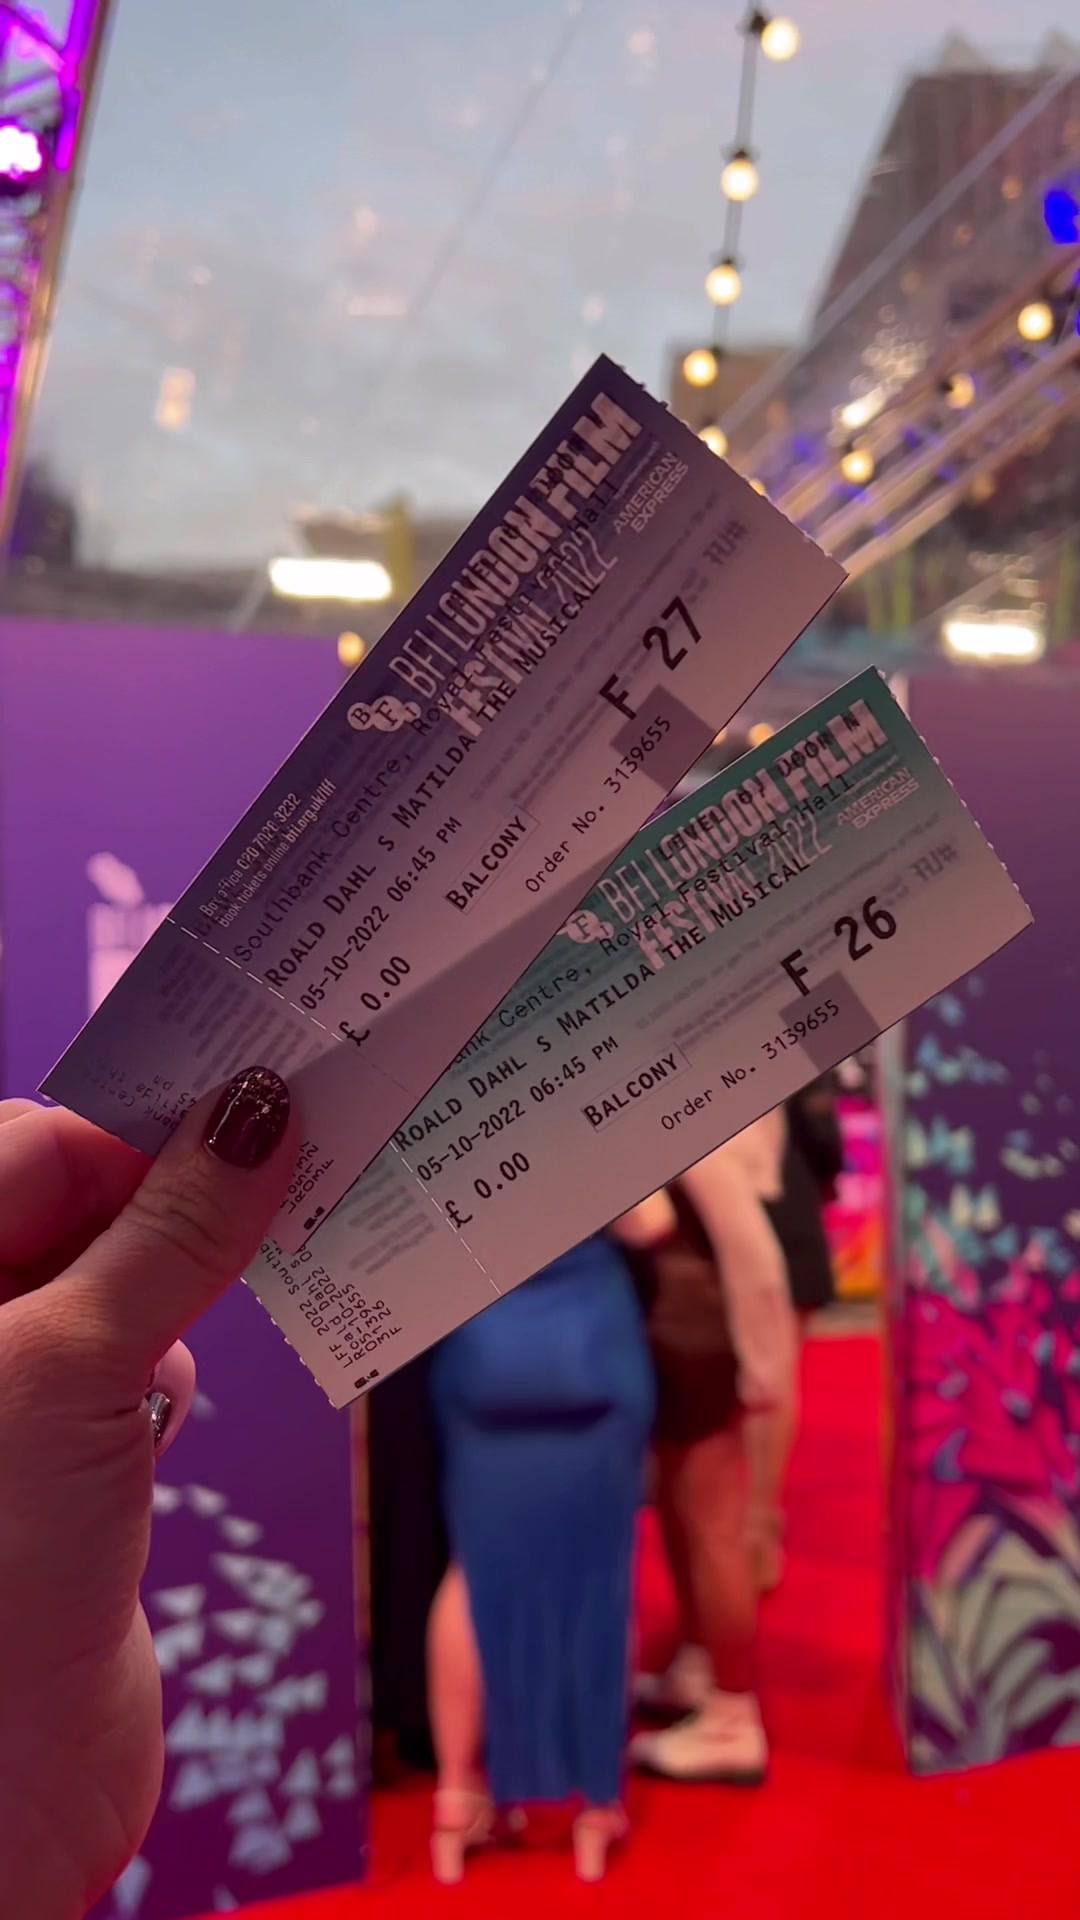 BFI LONDON FILM
FESTIVAL 2022
AMERICAN
EXPRESS
Box office 020 7928 3232
Book tickets online bfi.org.uk/lff
Southbank Centre, Royal Festival Hall
ROALD DAHL S MATILDA THE MUSICAL
05-10-2022 06:45 PM
£ 0.00
BALCONY
F 27
Order No. 3139655
BFI LONDON FILM
FESTIVAL 2022
AMERICAN
EXPRESS
LEVEL 5, DOOR N
ank Centre, Royal Festival Hall
ROALD DAHL S MATILDA THE MUSICAL
05-10-2022 06:45 PM
£ 0.00
BALCONY
F 26
Order No. 3139655